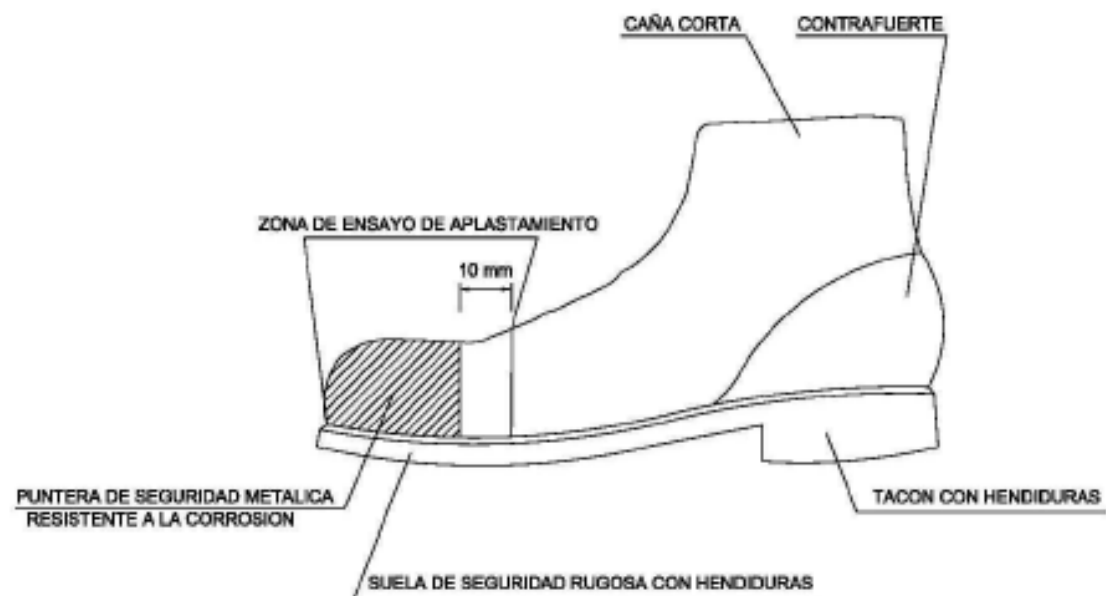 CAÑA CORTA
CONTRAFUERTE
ZONA DE ENSAYO DE APLASTAMIENTO
10 mm
PUNTERA DE SEGURIDAD METALICA
RESISTENTE A LA CORROSION
TACON CON HENDIDURAS
SUELA DE SEGURIDAD RUGOSA CON HENDIDURAS